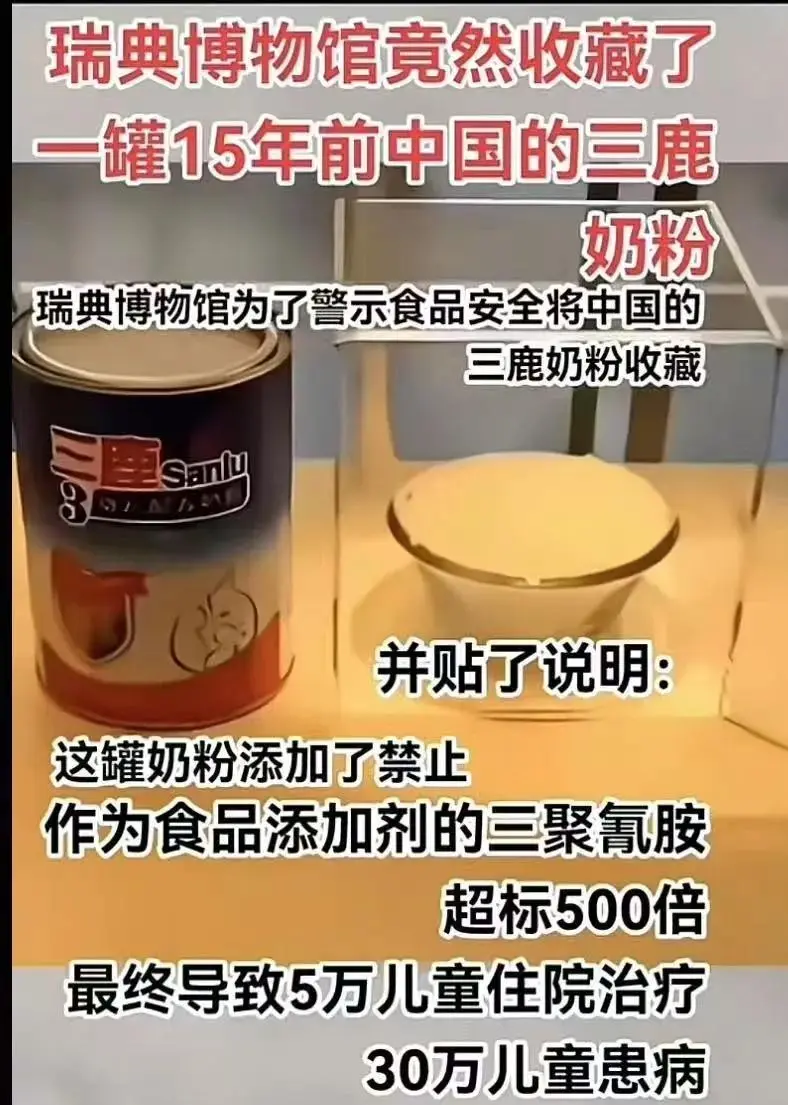 瑞典博物馆竟然收藏了
一罐15年前中国的三鹿
奶粉
瑞典博物馆为了警示食品安全将中国的
三鹿奶粉收藏
三鹿 Sanlu
3
并贴了说明:
这罐奶粉添加了禁止
作为食品添加剂的三聚氰胺
超标500倍
最终导致5万儿童住院治疗
30万儿童患病